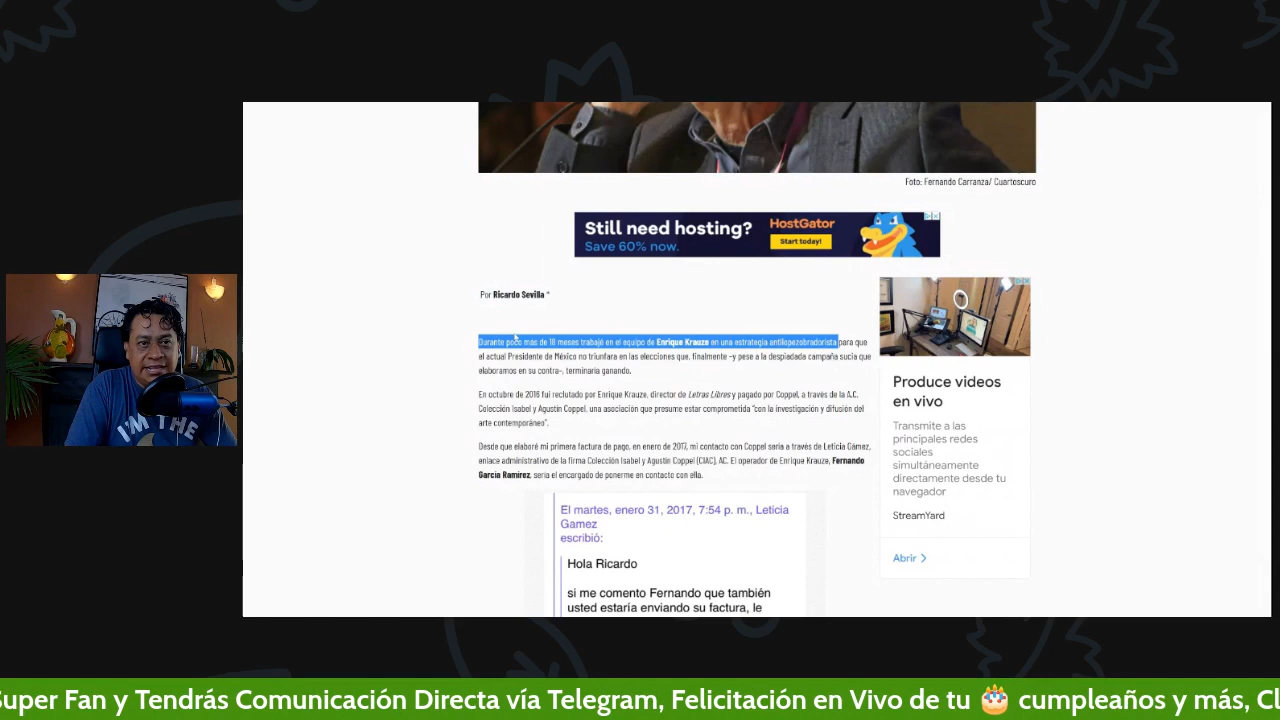 Foto: Fernando Carranza/ Cuartoscuro
Still need hosting?
Save 60% now.
HostGator
Start today!
Por Ricardo Sevilla *
Durante poco más de 18 meses trabajé en el equipo de Enrique Krauze en una estrategia antilopezobradorista para que
el actual Presidente de México no triunfara en las elecciones que, finalmente –y pese a la despiadada campaña sucia que
elaboramos en su contra–, terminaría ganando.
En octubre de 2016 fui reclutado por Enrique Krauze, director de Letras Libres y pagado por Coppel, a través de la A.C.
Colección Isabel y Agustín Coppel, una asociación que presume estar comprometida “con la investigación y difusión del
arte contemporáneo”.
Desde que elaboré mi primera factura de pago, en enero de 2017, mi contacto con Coppel sería a través de Leticia Gámez,
enlace administrativo de la firma Colección Isabel y Agustín Coppel (CIAC), AC. El operador de Enrique Krauze, Fernando
García Ramírez, sería el encargado de ponerme en contacto con ella.
El martes, enero 31, 2017, 7:54 p. m., Leticia
Gamez
escribió:
Hola Ricardo
si me comento Fernando que también
usted estaría enviando su factura, le
Produce videos
en vivo
Transmite a las
principales redes
sociales
simultáneamente
directamente desde tu
navegador
StreamYard
Abrir
I'M THE
Super Fan y Tendrás Comunicación Directa vía Telegram, Felicitación en Vivo de tu 🎂 cumpleaños y más, Cl